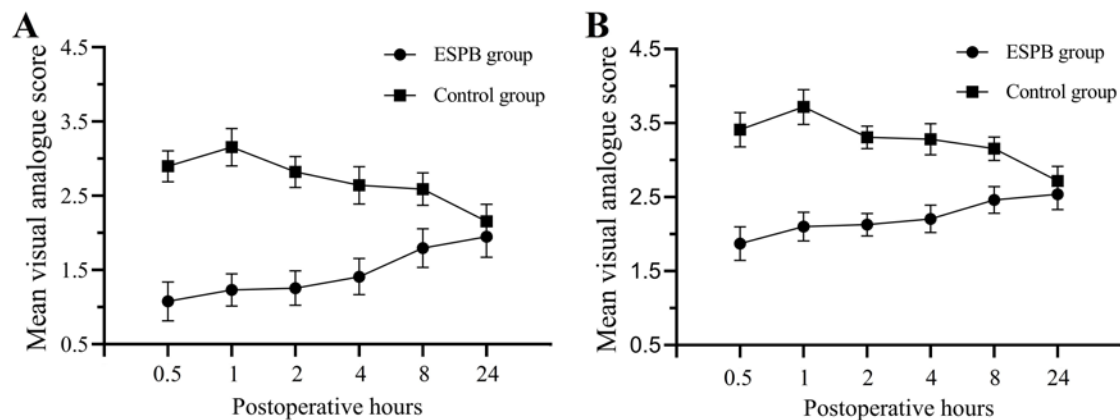 A
Mean visual analogue score
4.5
3.5
2.5
1.5
0.5
ESPB group
Control group
0.5 1 2 4 8 24
Postoperative hours
B
Mean visual analogue score
4.5
3.5
2.5
1.5
0.5
ESPB group
Control group
0.5 1 2 4 8 24
Postoperative hours